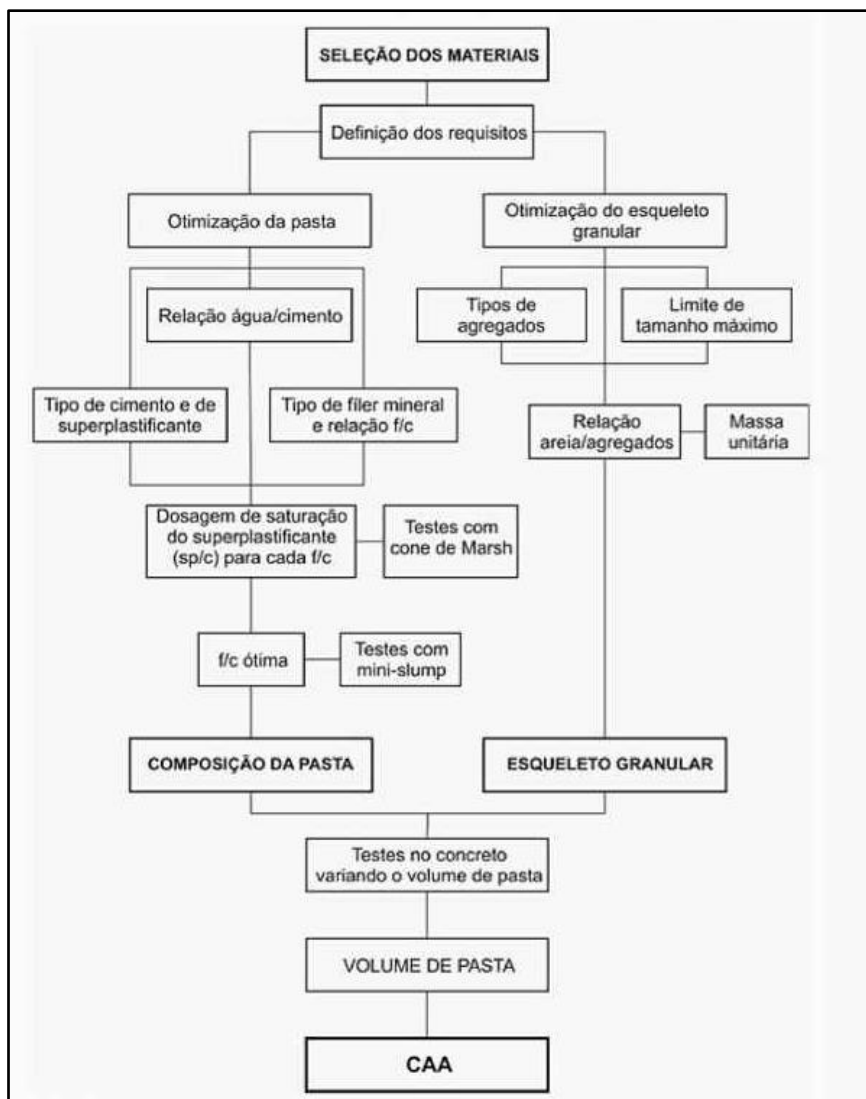 SELEÇÃO DOS MATERIAIS
Definição dos requisitos
Otimização da pasta
Otimização do esqueleto
granular
Relação água/cimento
Tipos de
agregados
Limite de
tamanho máximo
Tipo de cimento e de
superplastificante
Tipo de fíler mineral
e relação f/c
Relação
areia/agregados
Massa
unitária
Dosagem de saturação
do superplastificante
(sp/c) para cada f/c
Testes com
cone de Marsh
f/c ótima
Testes com
mini-slump
COMPOSIÇÃO DA PASTA
ESQUELETO GRANULAR
Testes no concreto
variando o volume de pasta
VOLUME DE PASTA
CAA